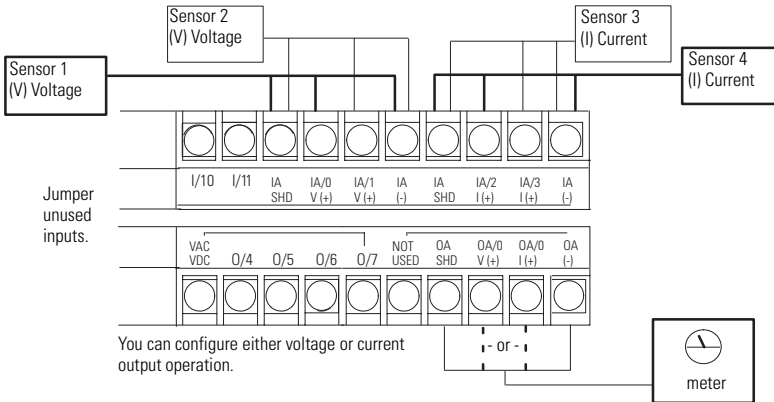 Sensor 2
(V) Voltage
Sensor 3
(I) Current
Sensor 1
(V) Voltage
Sensor 4
(I) Current
I/10 I/11 IA SHD IA/0 V (+) IA/1 V (+) IA (-) IA SHD IA/2 I (+) IA/3 I (+) IA (-)
Jumper
unused
inputs.
VAC VDC O/4 O/5 O/6 O/7 NOT USED OA SHD OA/0 V (+) OA/0 I (+) OA (-)
You can configure either voltage or current
output operation.
- or -
meter